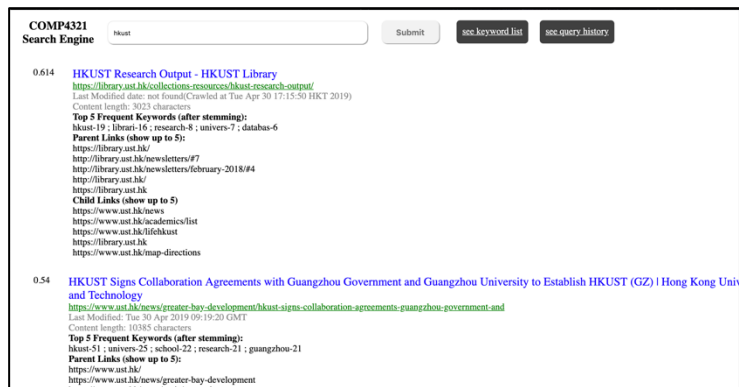 COMP4321
Search Engine
hkust
Submit
see keyword list
see query history
0.614
HKUST Research Output - HKUST Library
https://library.ust.hk/collections-resources/hkust-research-output/
Last Modified date: not found(Crawled at Tue Apr 30 17:15:50 HKT 2019)
Content length: 3023 characters
Top 5 Frequent Keywords (after stemming):
hkust-19 ; librari-16 ; research-8 ; univers-7 ; databas-6
Parent Links (show up to 5):
https://library.ust.hk/
http://library.ust.hk/newsletters/#7
http://library.ust.hk/newsletters/february-2018/#4
http://library.ust.hk/
https://library.ust.hk
Child Links (show up to 5)
https://www.ust.hk/news
https://www.ust.hk/academics/list
https://www.ust.hk/lifehkust
https://library.ust.hk
https://www.ust.hk/map-directions
0.54
HKUST Signs Collaboration Agreements with Guangzhou Government and Guangzhou University to Establish HKUST (GZ) | Hong Kong Univ
and Technology
https://www.ust.hk/news/greater-bay-development/hkust-signs-collaboration-agreements-guangzhou-government-and
Last Modified: Tue 30 Apr 2019 09:19:20 GMT
Content length: 10385 characters
Top 5 Frequent Keywords (after stemming):
hkust-51 ; univers-25 ; school-22 ; research-21 ; guangzhou-21
Parent Links (show up to 5):
https://www.ust.hk/
https://www.ust.hk/news/greater-bay-development